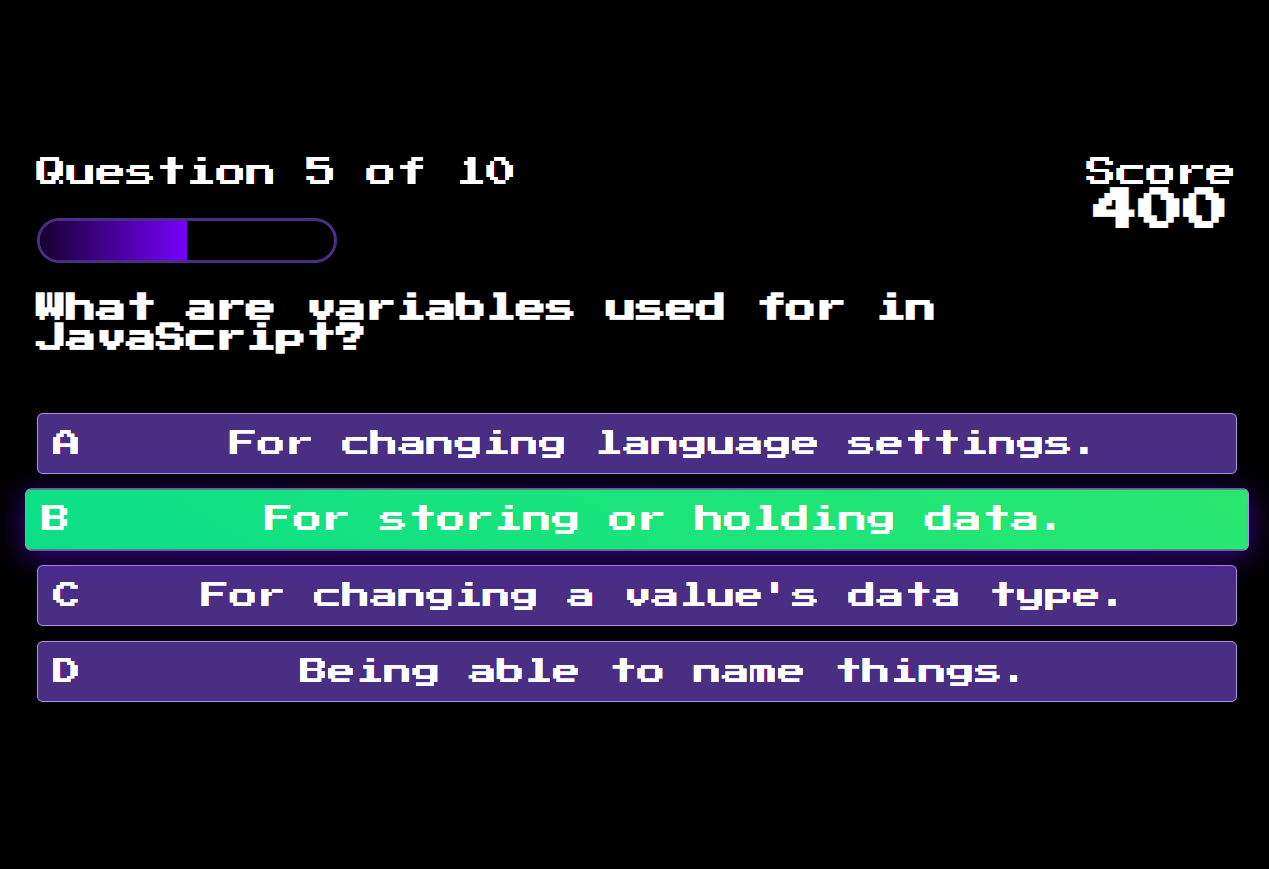 Question 5 of 10
Score
400
What are variables used for in
JavaScript?
A For changing language settings.
B For storing or holding data.
C For changing a value's data type.
D Being able to name things.